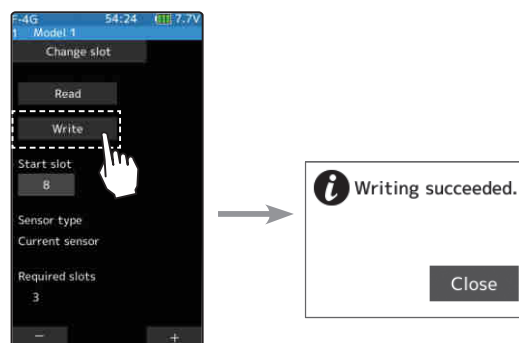 F-4G 54:24 7.7V
1 Model 1
Change slot
Read
Write
Start slot
8
Sensor type
Current sensor
Required slots
3
− +
Writing succeeded.
Close